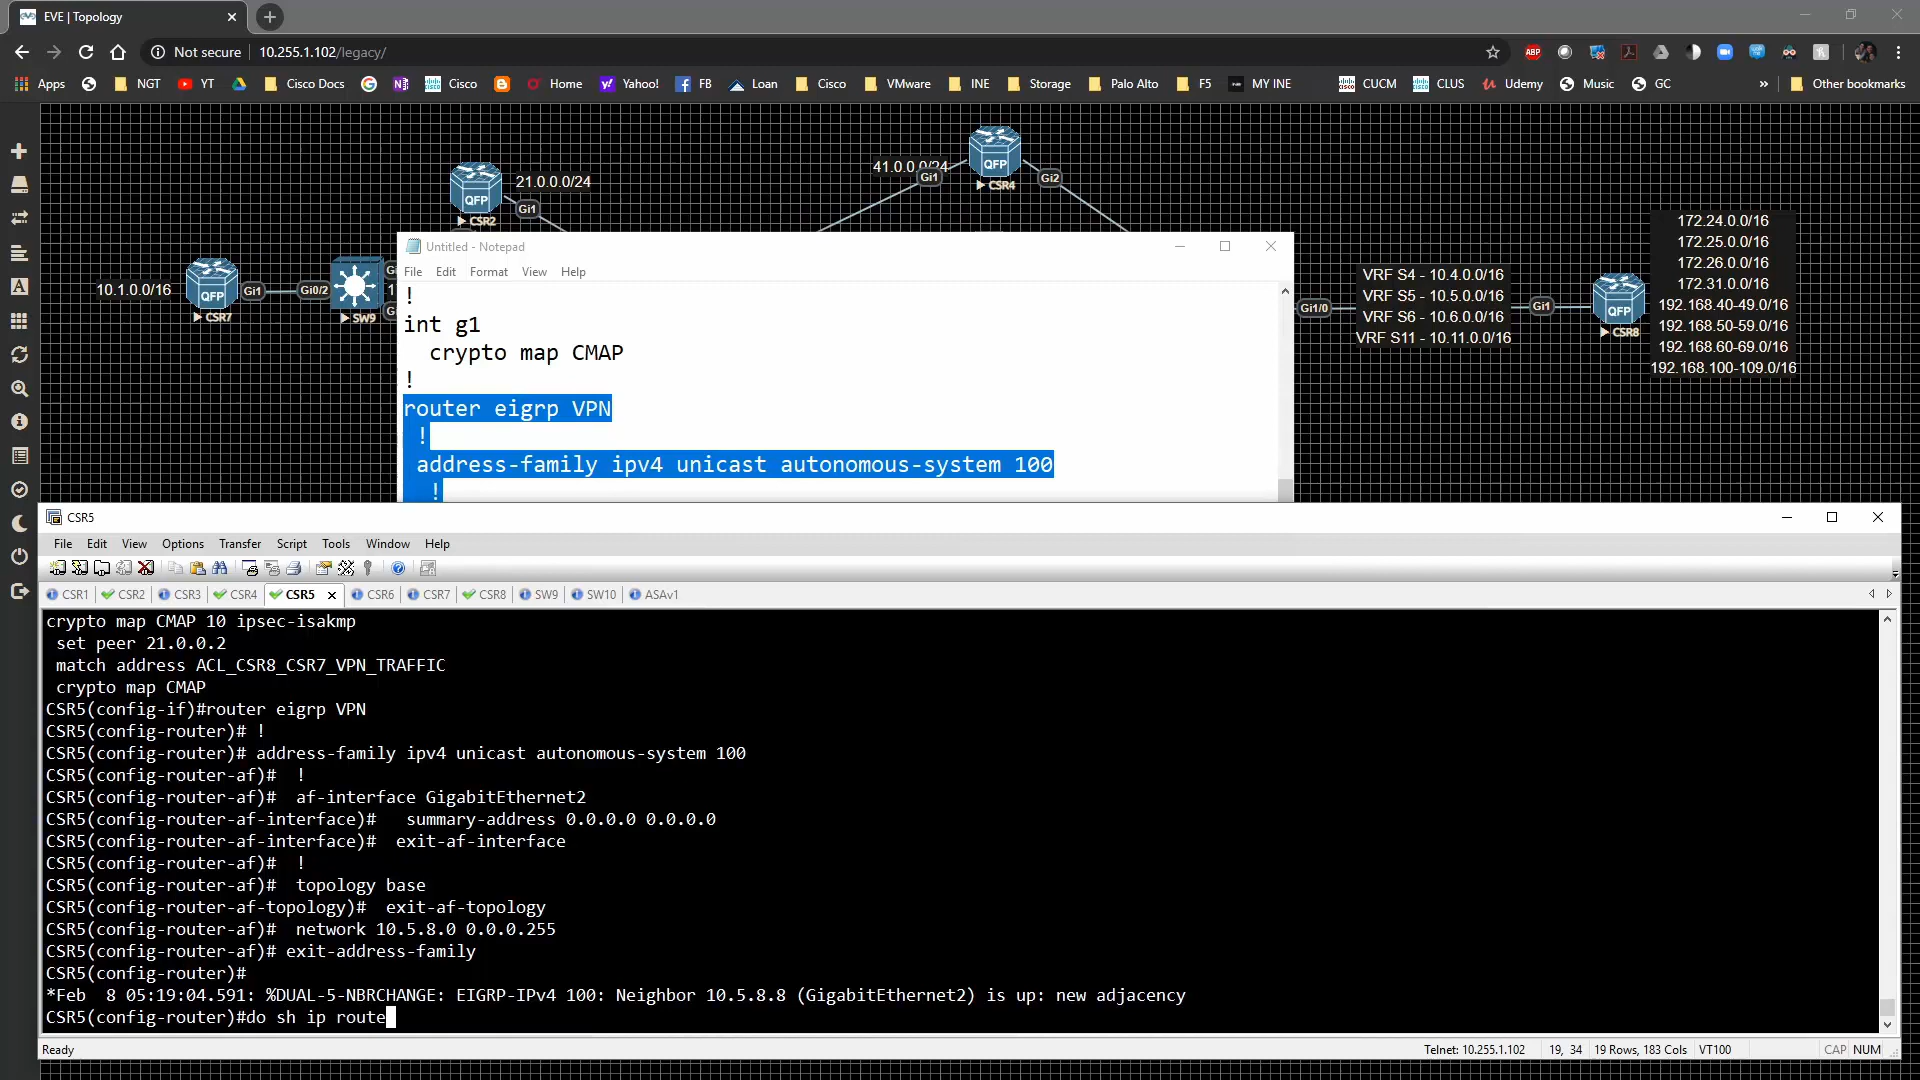 EVE | Topology
Not secure | 10.255.1.102/legacy/
ABP
Apps NGT YT Cisco Docs Cisco Home Yahoo! FB Loan Cisco VMware INE Storage Palo Alto F5 MY INE CUCM CLUS Udemy Music GC » Other bookmarks
41.0.0.0/24
QFP
Gi1
Gi2
CSR4
21.0.0.0/24
QFP
Gi1
CSR2
10.1.0.0/16
QFP
Gi1
Gi0/2
CSR7
SW9
Gi1/0
VRF S4 - 10.4.0.0/16
VRF S5 - 10.5.0.0/16
VRF S6 - 10.6.0.0/16
VRF S11 - 10.11.0.0/16
Gi1
QFP
CSR8
172.24.0.0/16
172.25.0.0/16
172.26.0.0/16
172.31.0.0/16
192.168.40-49.0/16
192.168.50-59.0/16
192.168.60-69.0/16
192.168.100-109.0/16
Untitled - Notepad
File Edit Format View Help
!
int g1
crypto map CMAP
!
router eigrp VPN
!
address-family ipv4 unicast autonomous-system 100
!
CSR5
File Edit View Options Transfer Script Tools Window Help
CSR1 CSR2 CSR3 CSR4 CSR5 CSR6 CSR7 CSR8 SW9 SW10 ASAv1
crypto map CMAP 10 ipsec-isakmp
set peer 21.0.0.2
match address ACL_CSR8_CSR7_VPN_TRAFFIC
crypto map CMAP
CSR5(config-if)#router eigrp VPN
CSR5(config-router)# !
CSR5(config-router)# address-family ipv4 unicast autonomous-system 100
CSR5(config-router-af)#  !
CSR5(config-router-af)#  af-interface GigabitEthernet2
CSR5(config-router-af-interface)#   summary-address 0.0.0.0 0.0.0.0
CSR5(config-router-af-interface)#  exit-af-interface
CSR5(config-router-af)#  !
CSR5(config-router-af)#  topology base
CSR5(config-router-af-topology)#  exit-af-topology
CSR5(config-router-af)#  network 10.5.8.0 0.0.0.255
CSR5(config-router-af)# exit-address-family
CSR5(config-router)#
*Feb  8 05:19:04.591: %DUAL-5-NBRCHANGE: EIGRP-IPv4 100: Neighbor 10.5.8.8 (GigabitEthernet2) is up: new adjacency
CSR5(config-router)#do sh ip route
Ready Telnet: 10.255.1.102 19, 34 19 Rows, 183 Cols VT100 CAP NUM